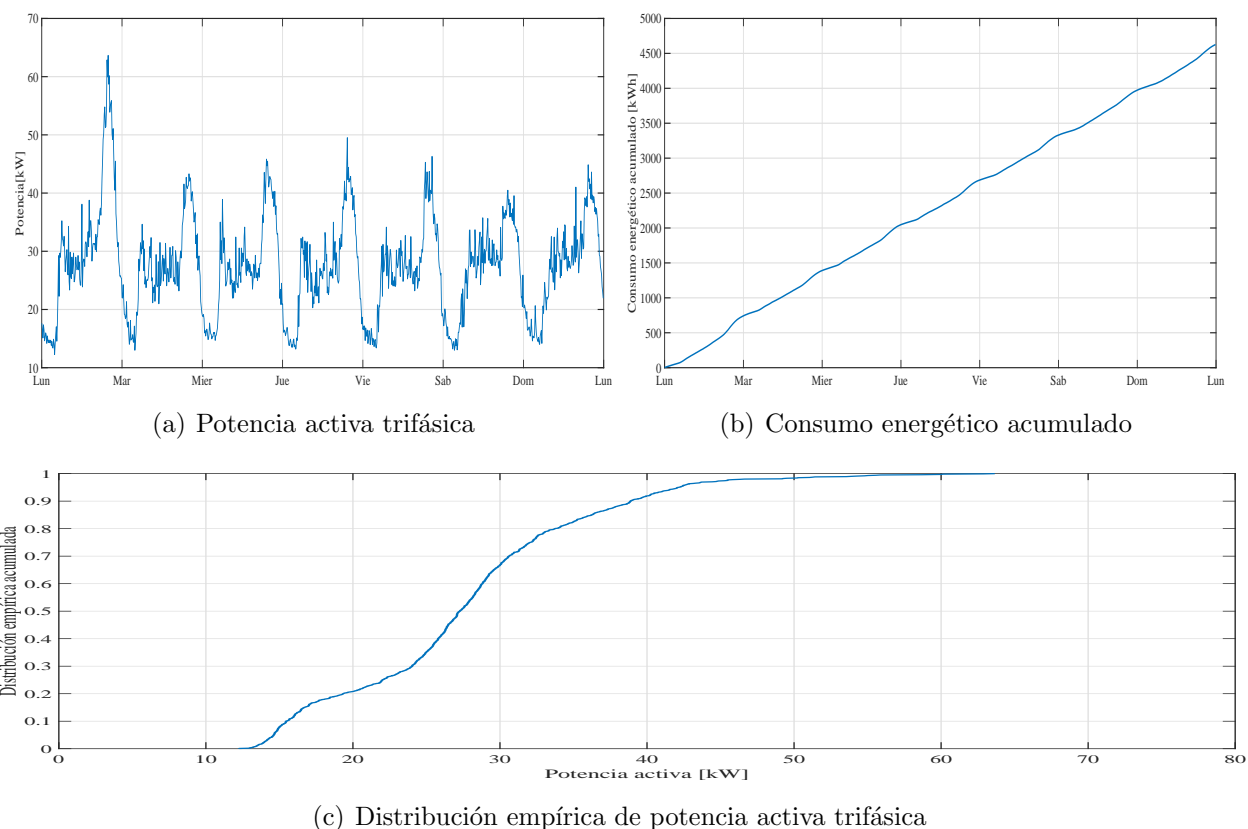 70
60
50
40
30
20
10
Potencia[kW]
Lun Mar Mier Jue Vie Sab Dom Lun
(a) Potencia activa trifásica
5000
4500
4000
3500
3000
2500
2000
1500
1000
500
0
Consumo energético acumulado [kWh]
Lun Mar Mier Jue Vie Sab Dom Lun
(b) Consumo energético acumulado
1
0.9
0.8
0.7
0.6
0.5
0.4
0.3
0.2
0.1
0
Distribución empírica acumulada
0 10 20 30 40 50 60 70 80
Potencia activa [kW]
(c) Distribución empírica de potencia activa trifásica